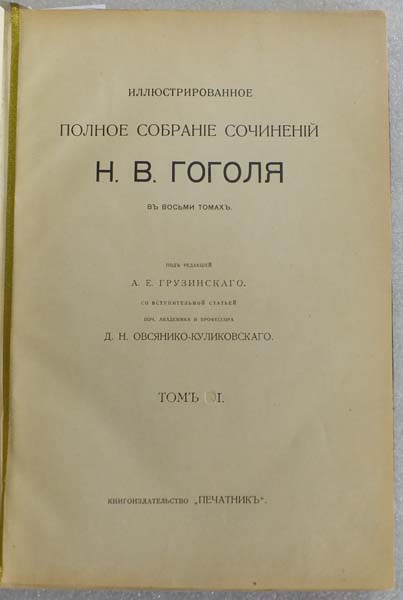 ИЛЛЮСТРИРОВАННОЕ
ПОЛНОЕ СОБРАНІЕ СОЧИНЕНІЙ
Н. В. ГОГОЛЯ
ВЪ ВОСЬМИ ТОМАХЪ.
ПОДЪ РЕДАКЦІЕЙ
А. Е. ГРУЗИНСКАГО.
СО ВСТУПИТЕЛЬНОЙ СТАТЬЕЙ
ПОЧ. АКАДЕМИКА И ПРОФЕССОРА
Д. Н. ОВСЯНИКО-КУЛИКОВСКАГО.
ТОМЪ I.
КНИГОИЗДАТЕЛЬСТВО „ПЕЧАТНИКЪ“.